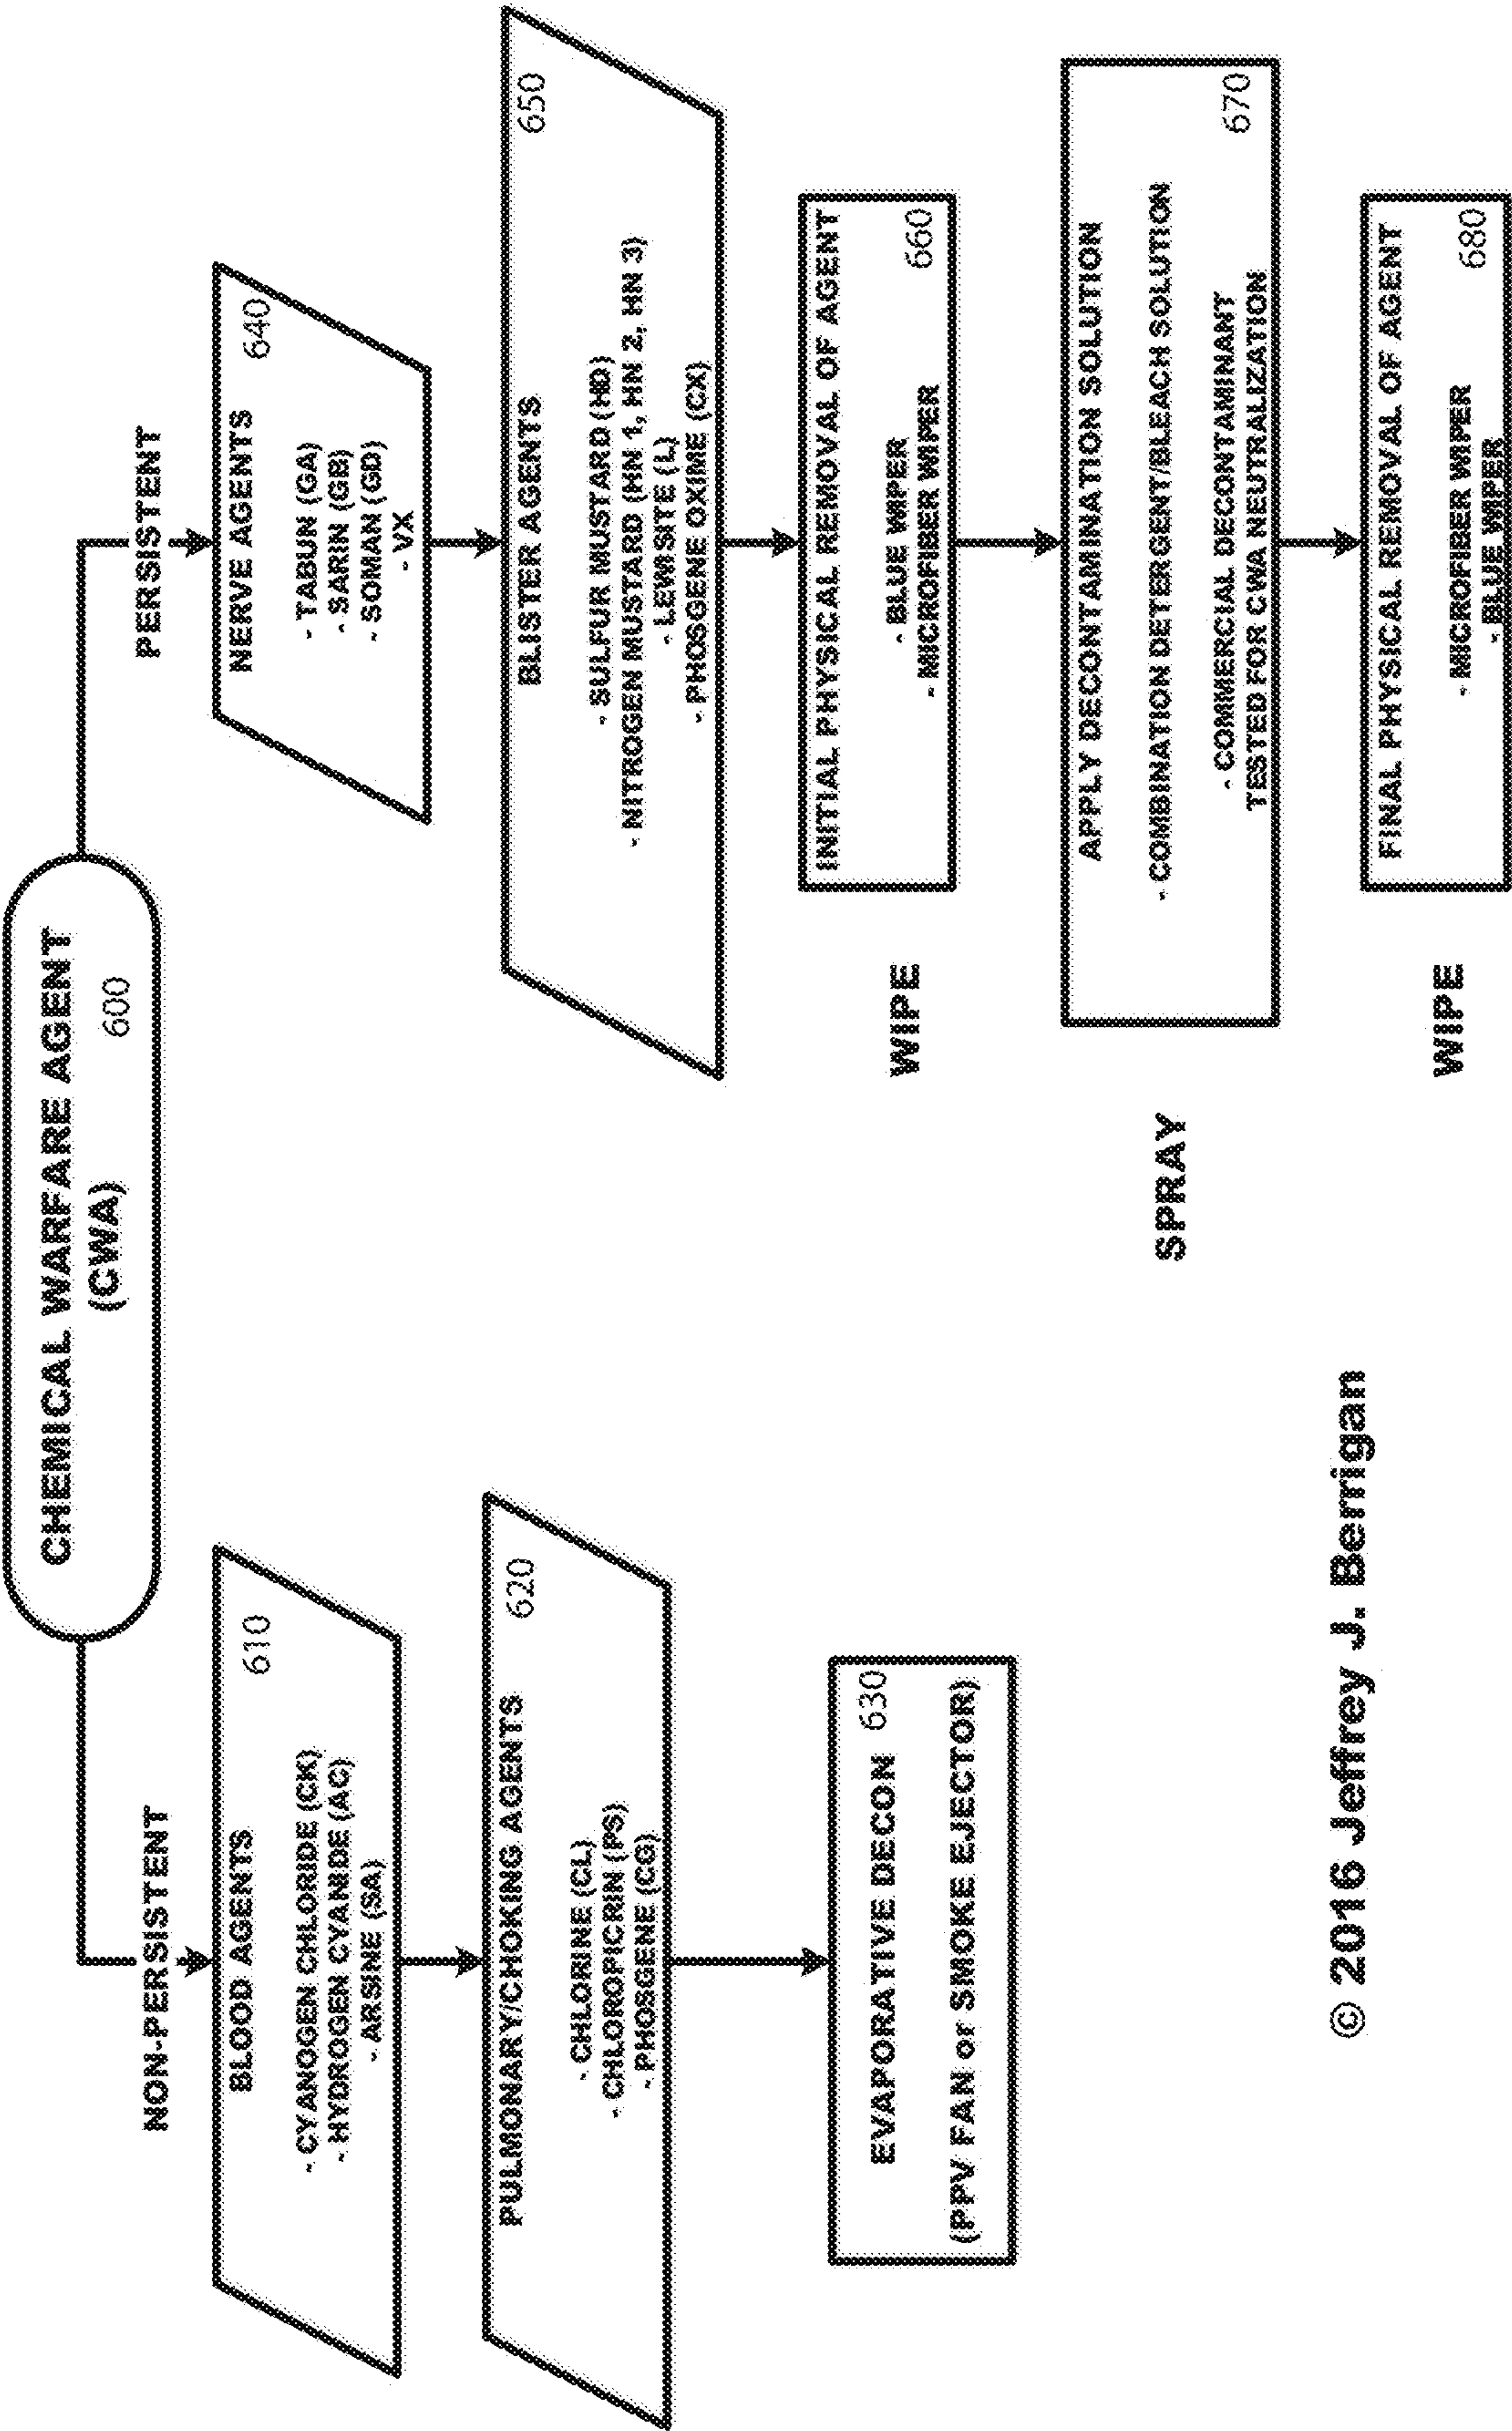 CHEMICAL WARFARE AGENT
(CWA)
600
NON-PERSISTENT
BLOOD AGENTS
610
- CYANOGEN CHLORIDE (CK)
- HYDROGEN CYANIDE (AC)
- ARSINE (SA)
PULMONARY/CHOKING AGENTS
620
- CHLORINE (CL)
- CHLOROPICRIN (PS)
- PHOSGENE (CG)
EVAPORATIVE DECON 630
(PPV FAN or SMOKE EJECTOR)
PERSISTENT
NERVE AGENTS
640
- TABUN (GA)
- SARIN (GB)
- SOMAN (GD)
- VX
BLISTER AGENTS
650
- SULFUR MUSTARD (HD)
- NITROGEN MUSTARD (HN 1, HN 2, HN 3)
- LEWISITE (L)
- PHOSGENE OXIME (CX)
WIPE
INITIAL PHYSICAL REMOVAL OF AGENT
- BLUE WIPER
660
- MICROFIBER WIPER
SPRAY
APPLY DECONTAMINATION SOLUTION
- COMBINATION DETERGENT/BLEACH SOLUTION
- COMMERCIAL DECONTAMINANT
670
TESTED FOR CWA NEUTRALIZATION
WIPE
FINAL PHYSICAL REMOVAL OF AGENT
- MICROFIBER WIPER
680
- BLUE WIPER
© 2016 Jeffrey J. Berrigan